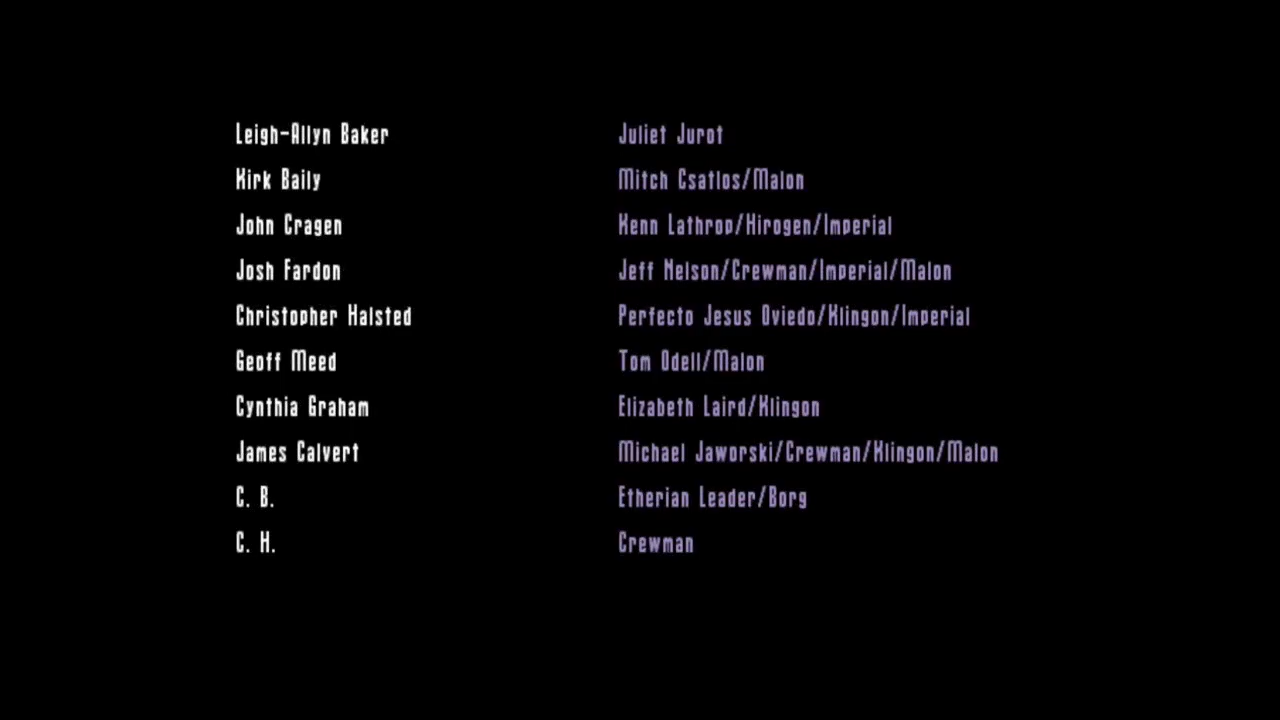 Leigh-Allyn Baker Juliet Jurot
Kirk Baily Mitch Csatlos/Malon
John Cragen Kenn Lathrop/Hirogen/Imperial
Josh Fardon Jeff Nelson/Crewman/Imperial/Malon
Christopher Halsted Perfecto Jesus Oviedo/Klingon/Imperial
Geoff Meed Tom Odell/Malon
Cynthia Graham Elizabeth Laird/Klingon
James Calvert Michael Jaworski/Crewman/Klingon/Malon
C. B. Etherian Leader/Borg
C. H. Crewman